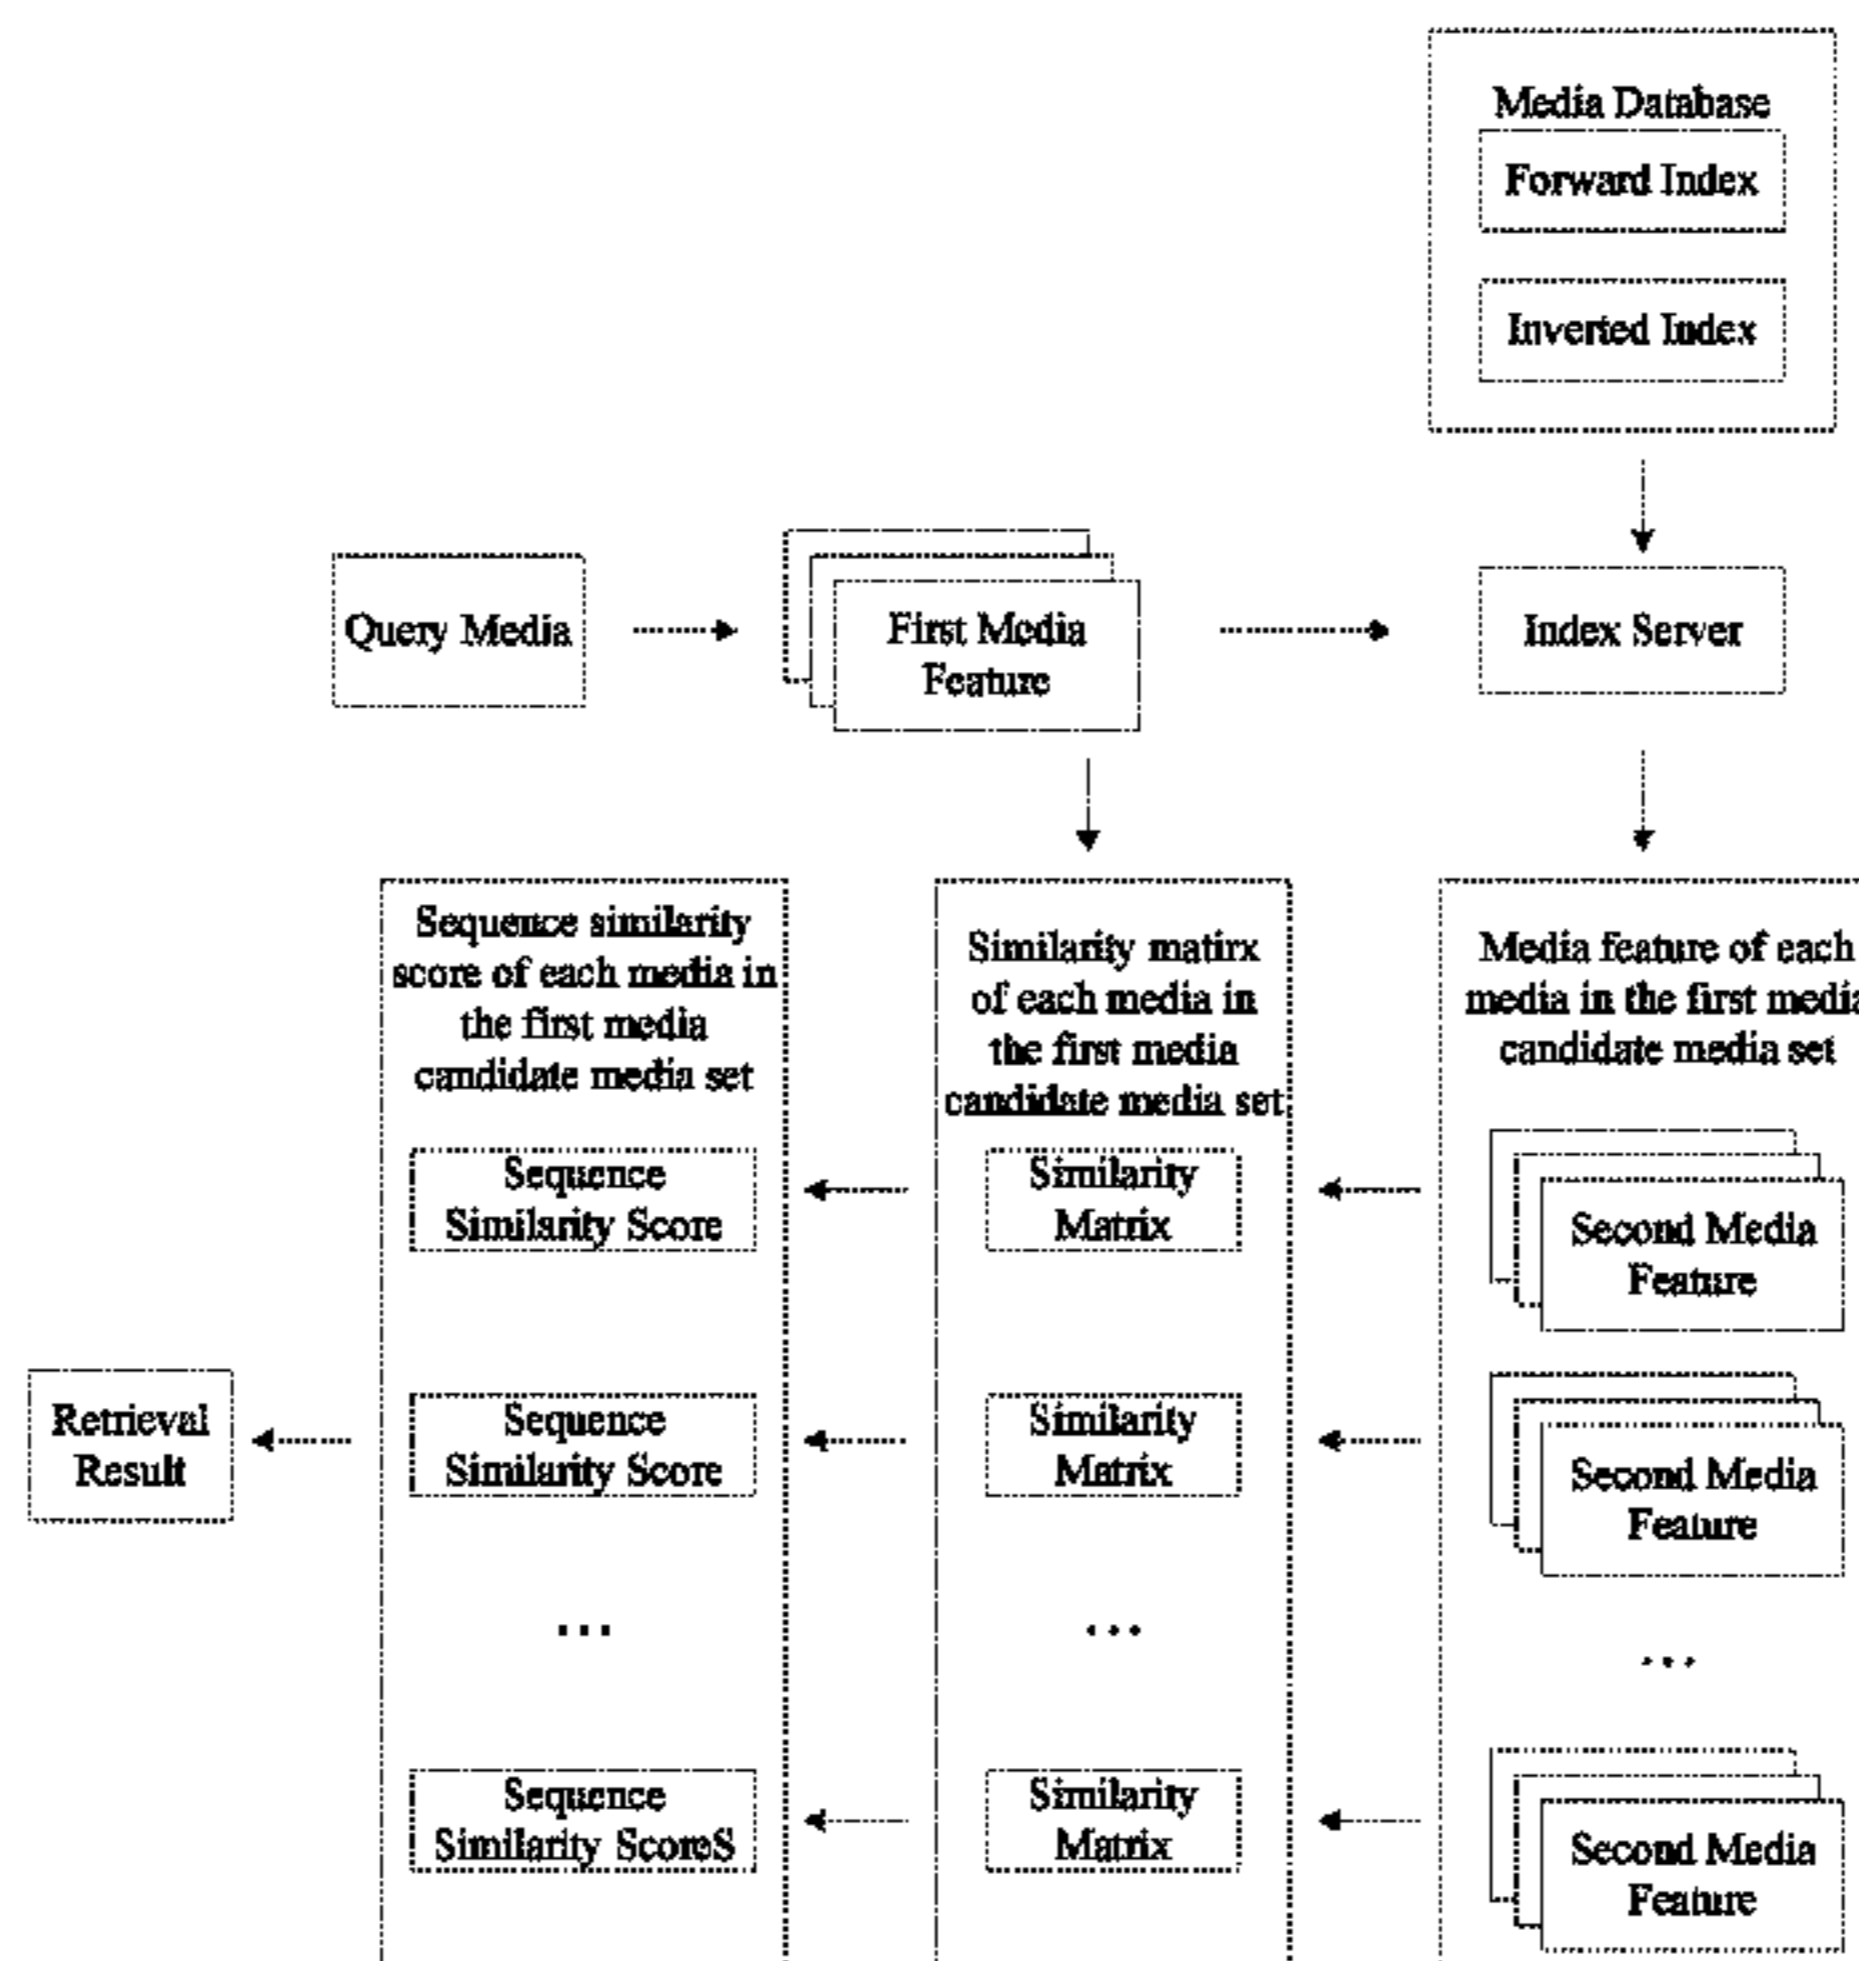 Media Database
Forward Index
Inverted Index
Query Media
First Media
Feature
Index Server
Sequence similarity
score of each media in
the first media
candidate media set
Similarity matirx
of each media in
the first media
candidate media set
Media feature of each
media in the first media
candidate media set
Sequence
Similarity Score
Similarity
Matrix
Second Media
Feature
Retrieval
Result
Sequence
Similarity Score
Similarity
Matrix
Second Media
Feature
...
...
...
Sequence
Similarity ScoreS
Similarity
Matrix
Second Media
Feature